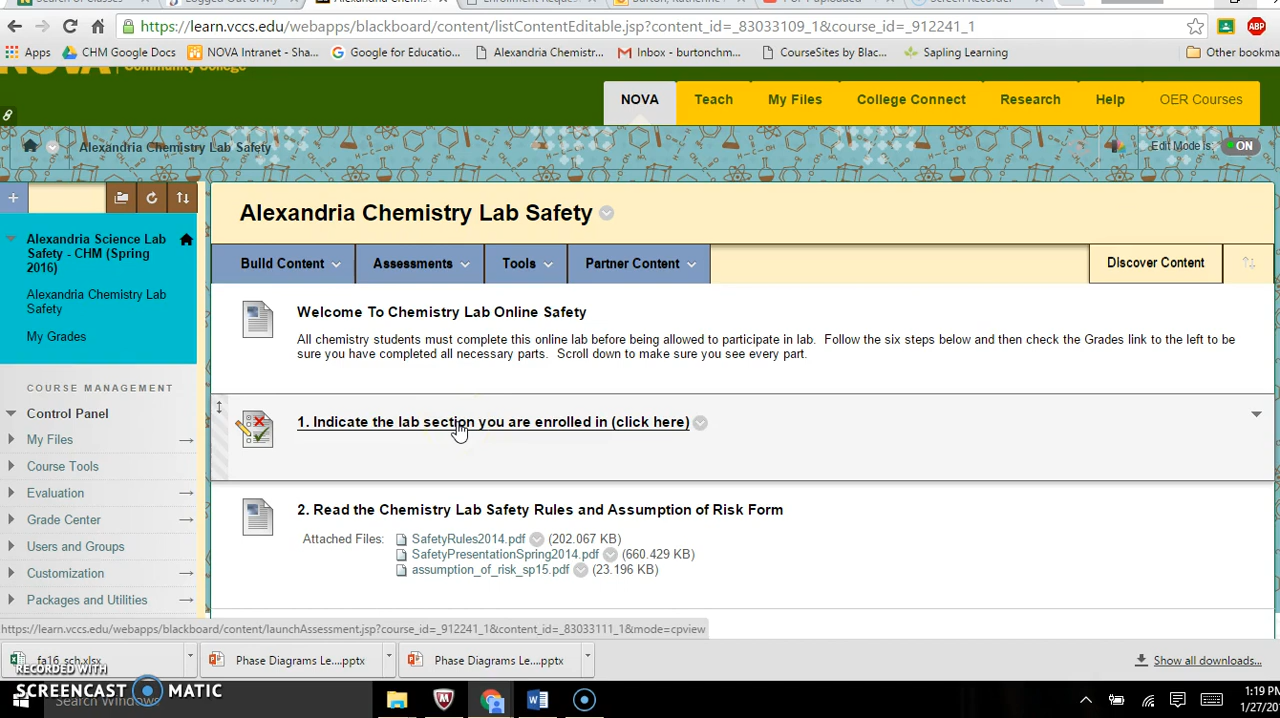 https://learn.vccs.edu/webapps/blackboard/content/listContentEditable.jsp?content_id=_83033109_1&course_id=_912241_1
Apps CHM Google Docs NOVA Intranet - Sha... Google for Educatio... Alexandria Chemistr... Inbox - burtonkm... CourseSites by Blac... Sapling Learning Other bookma
Community College
NOVA Teach My Files College Connect Research Help OER Courses
Alexandria Chemistry Lab Safety Edit Mode is: ON
Alexandria Chemistry Lab Safety
Alexandria Science Lab
Safety - CHM (Spring
2016)
Alexandria Chemistry Lab
Safety
My Grades
COURSE MANAGEMENT
Control Panel
My Files
Course Tools
Evaluation
Grade Center
Users and Groups
Customization
Packages and Utilities
Build Content Assessments Tools Partner Content Discover Content
Welcome To Chemistry Lab Online Safety
All chemistry students must complete this online lab before being allowed to participate in lab. Follow the six steps below and then check the Grades link to the left to be
sure you have completed all necessary parts. Scroll down to make sure you see every part.
1. Indicate the lab section you are enrolled in (click here)
2. Read the Chemistry Lab Safety Rules and Assumption of Risk Form
Attached Files: SafetyRules2014.pdf (202.067 KB)
SafetyPresentationSpring2014.pdf (660.429 KB)
assumption_of_risk_sp15.pdf (23.196 KB)
https://learn.vccs.edu/webapps/blackboard/content/launchAssessment.jsp?course_id=_912241_1&content_id=_83033111_1&mode=cpview
fa16_sch.xlsx Phase Diagrams Le....pptx Phase Diagrams Le....pptx Show all downloads...
RECORDED WITH
SCREENCAST MATIC
Search Windows
1:19 PM
1/27/20